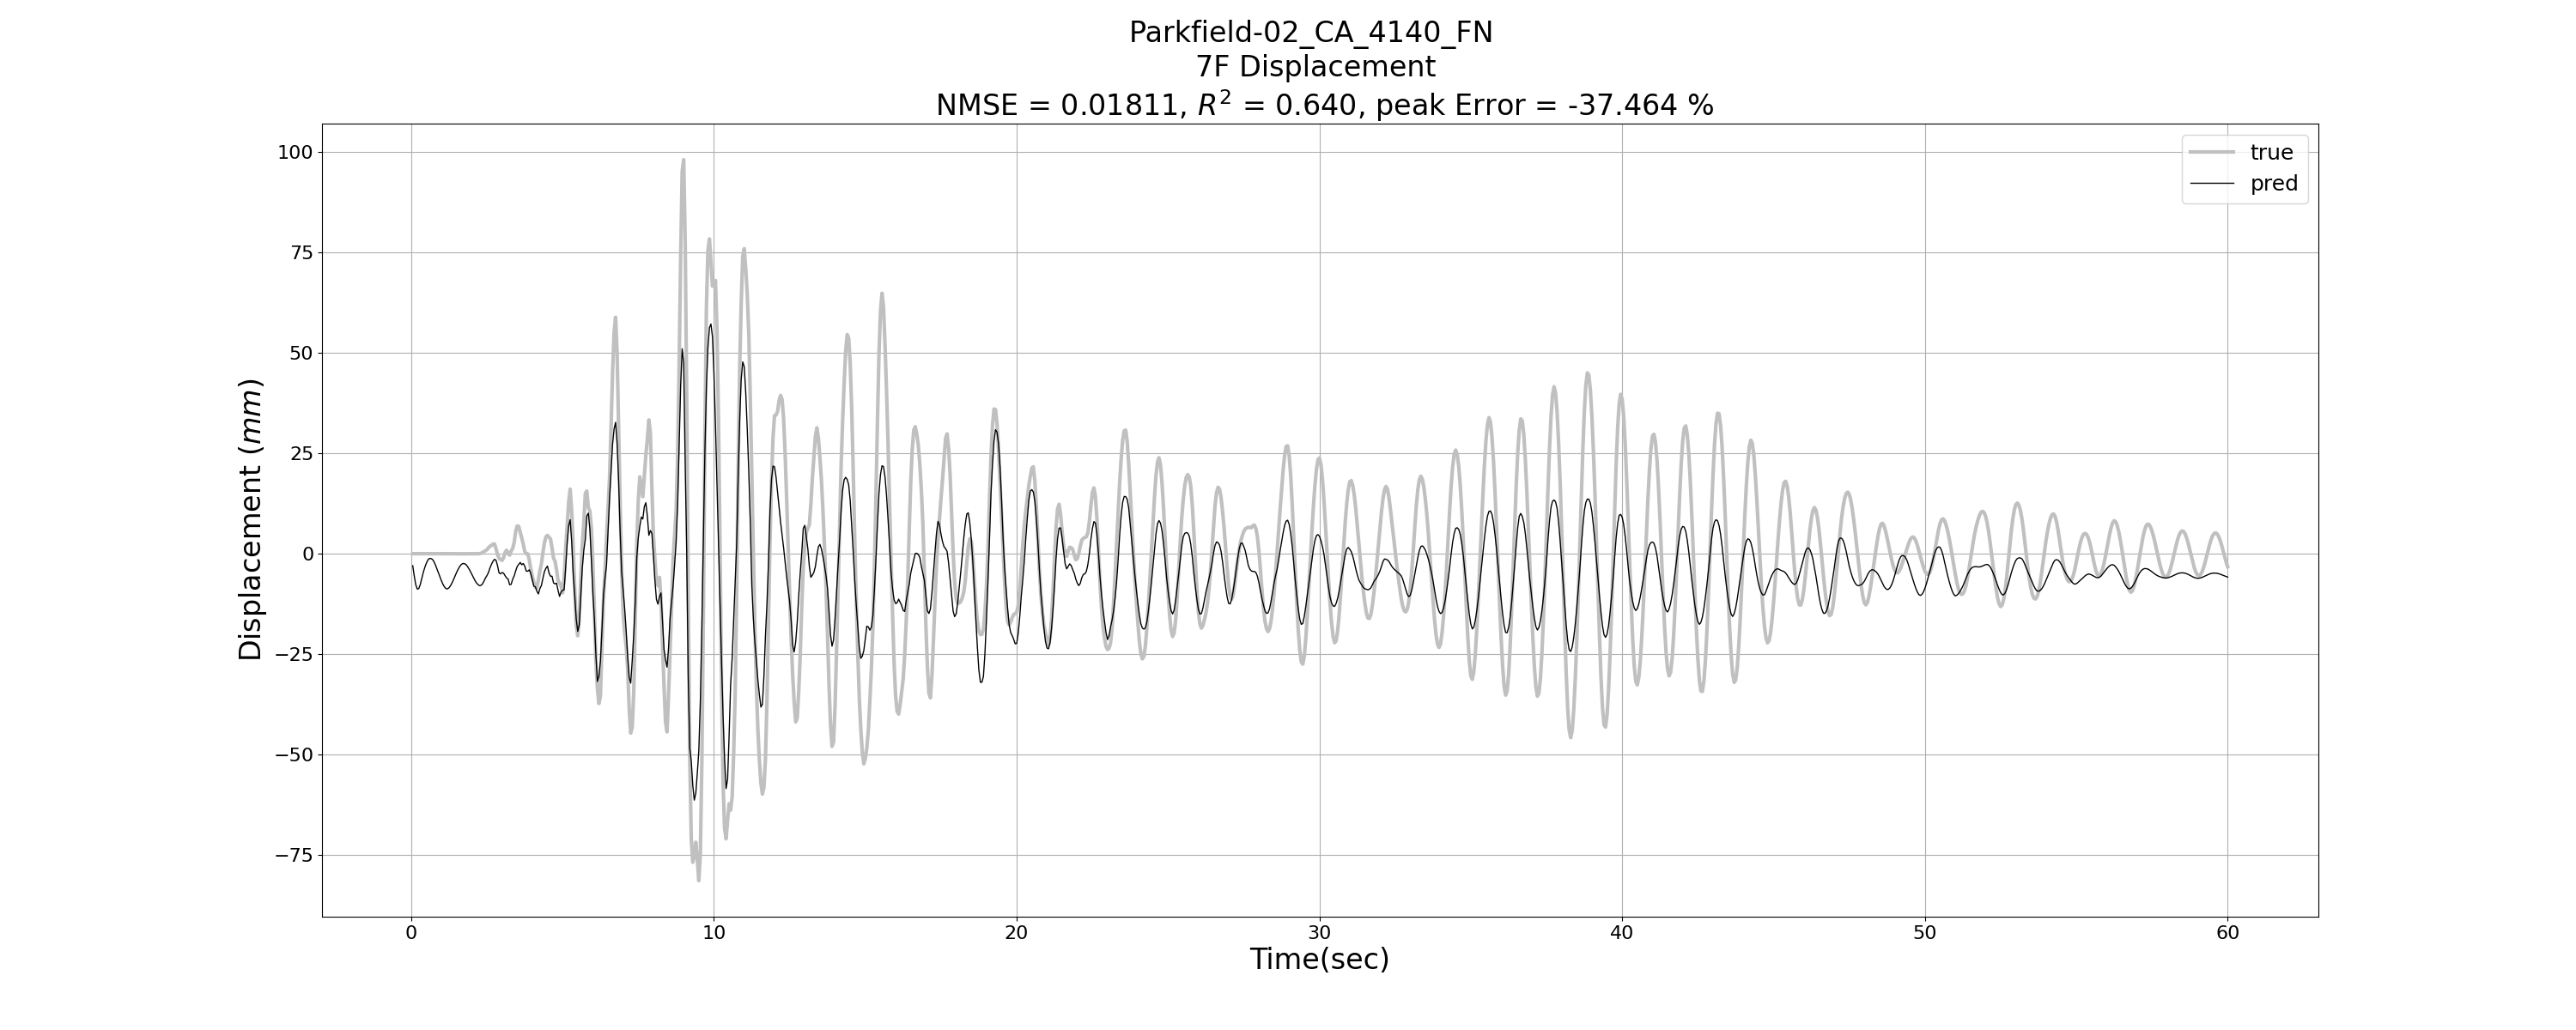 Parkfield-02_CA_4140_FN
7F Displacement
NMSE = 0.01811, R² = 0.640, peak Error = -37.464 %
true
pred
100
75
50
25
0
−25
−50
−75
Displacement (mm)
0 10 20 30 40 50 60
Time(sec)